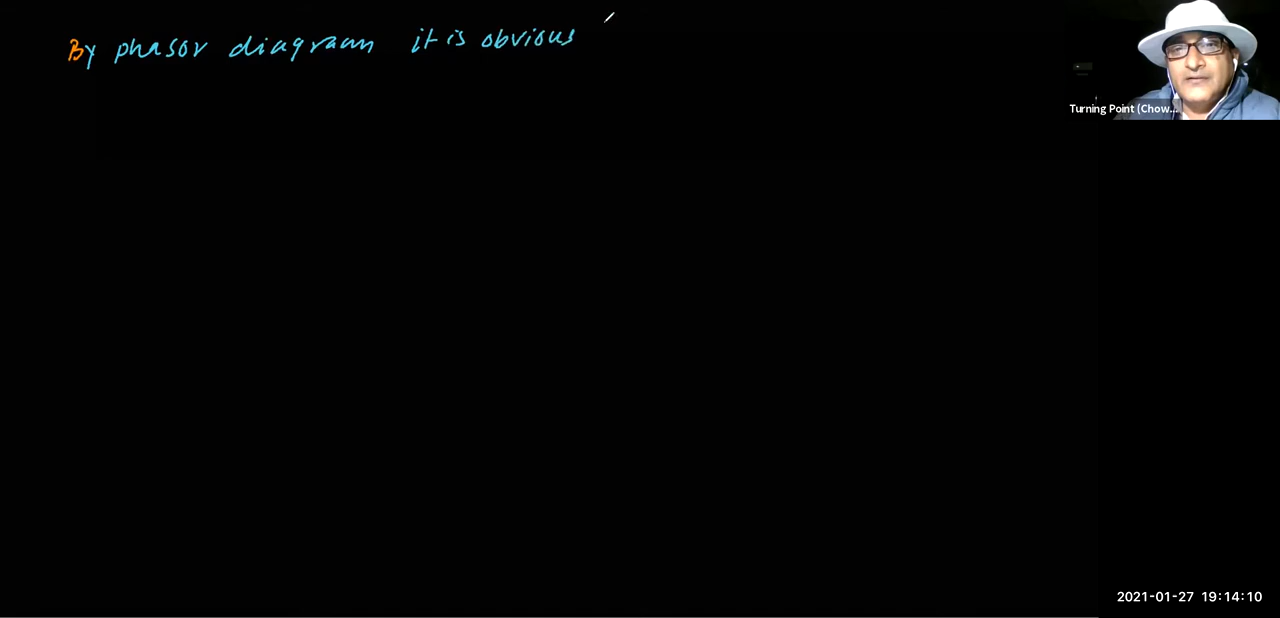 By phasor diagram it is obvious
Turning Point (Chow...
2021-01-27 19:14:10